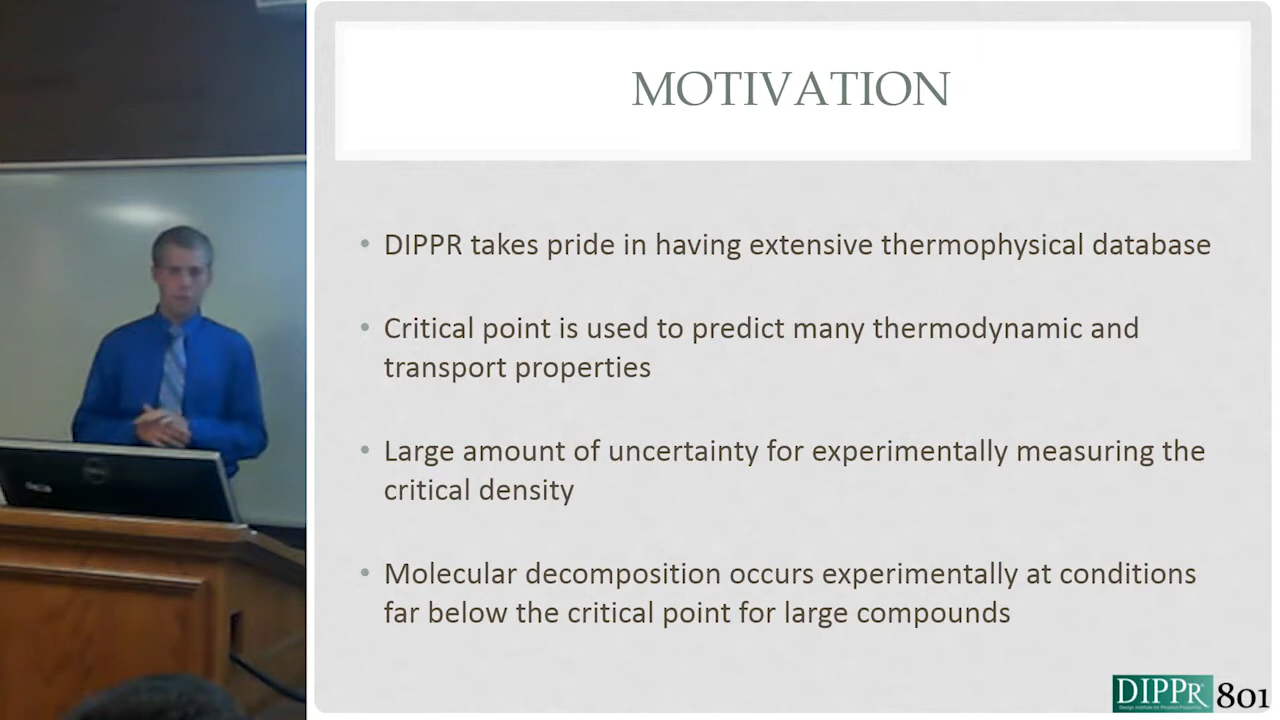 MOTIVATION
• DIPPR takes pride in having extensive thermophysical database
• Critical point is used to predict many thermodynamic and
transport properties
• Large amount of uncertainty for experimentally measuring the
critical density
• Molecular decomposition occurs experimentally at conditions
far below the critical point for large compounds
DIPPR 801